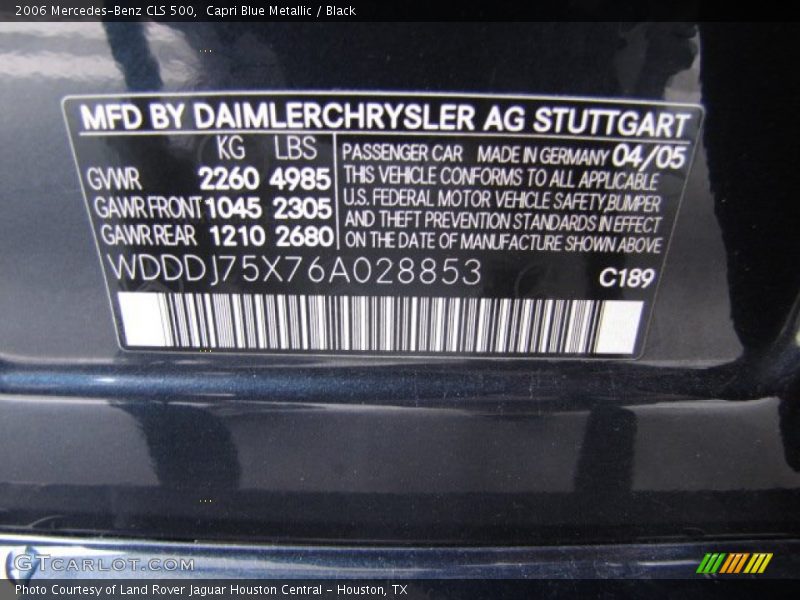 2006 Mercedes-Benz CLS 500,  Capri Blue Metallic / Black
MFD BY DAIMLERCHRYSLER AG STUTTGART
KG LBS
GVWR 2260 4985
GAWR FRONT 1045 2305
GAWR REAR 1210 2680
PASSENGER CAR MADE IN GERMANY 04/05
THIS VEHICLE CONFORMS TO ALL APPLICABLE
U.S. FEDERAL MOTOR VEHICLE SAFETY,BUMPER
AND THEFT PREVENTION STANDARDS IN EFFECT
ON THE DATE OF MANUFACTURE SHOWN ABOVE
WDDDJ75X76A028853
C189
GTCARLOT.COM
Photo Courtesy of Land Rover Jaguar Houston Central - Houston, TX